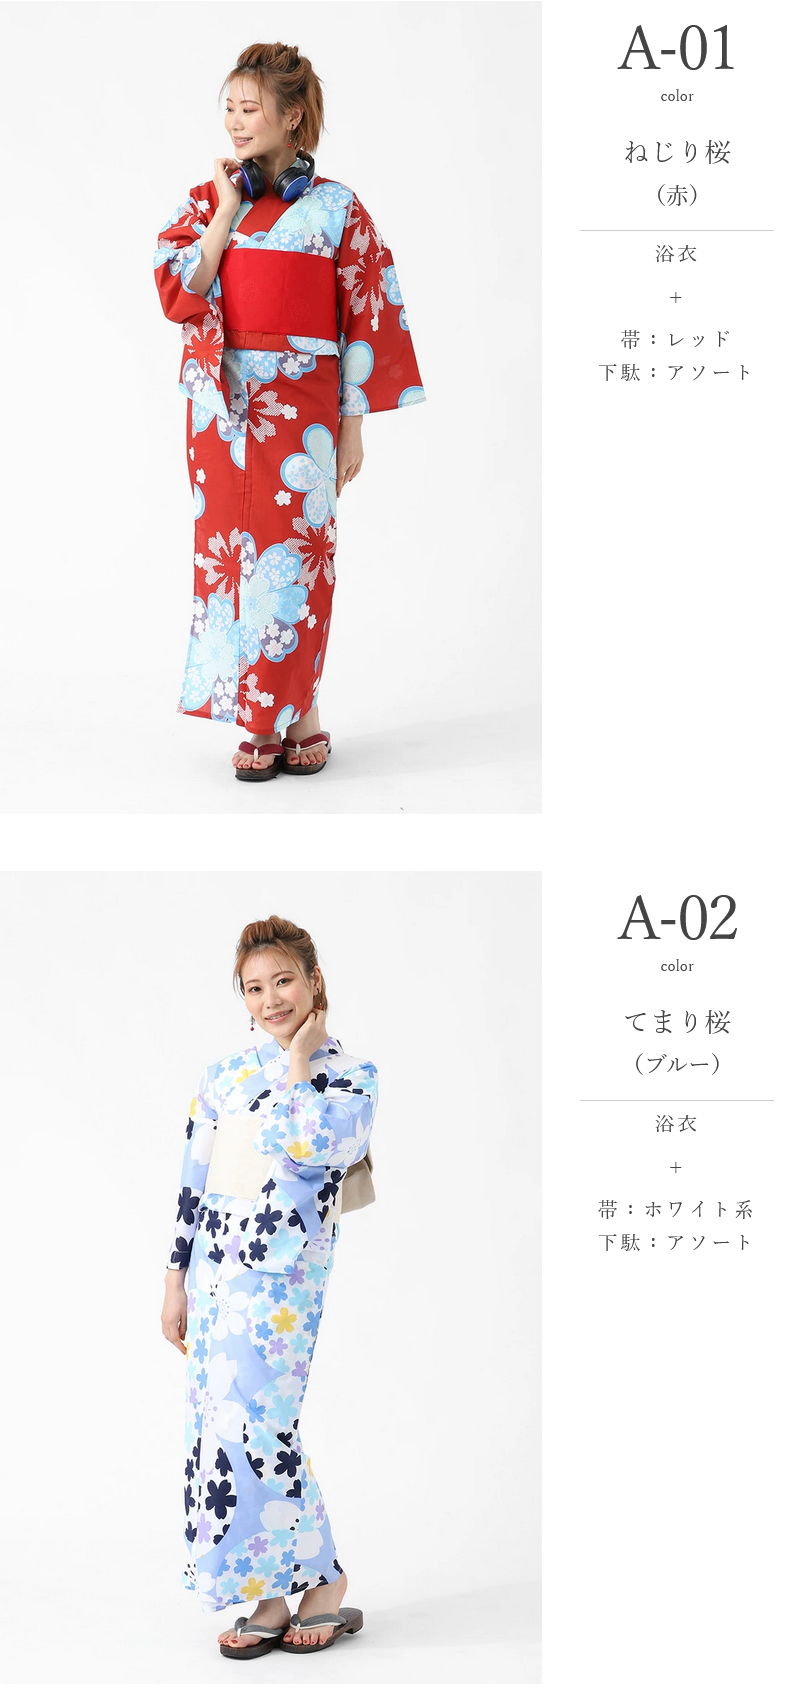 A-01
color
ねじり桜
（赤）
浴衣
+
帯：レッド
下駄：アソート
A-02
color
てまり桜
（ブルー）
浴衣
+
帯：ホワイト系
下駄：アソート